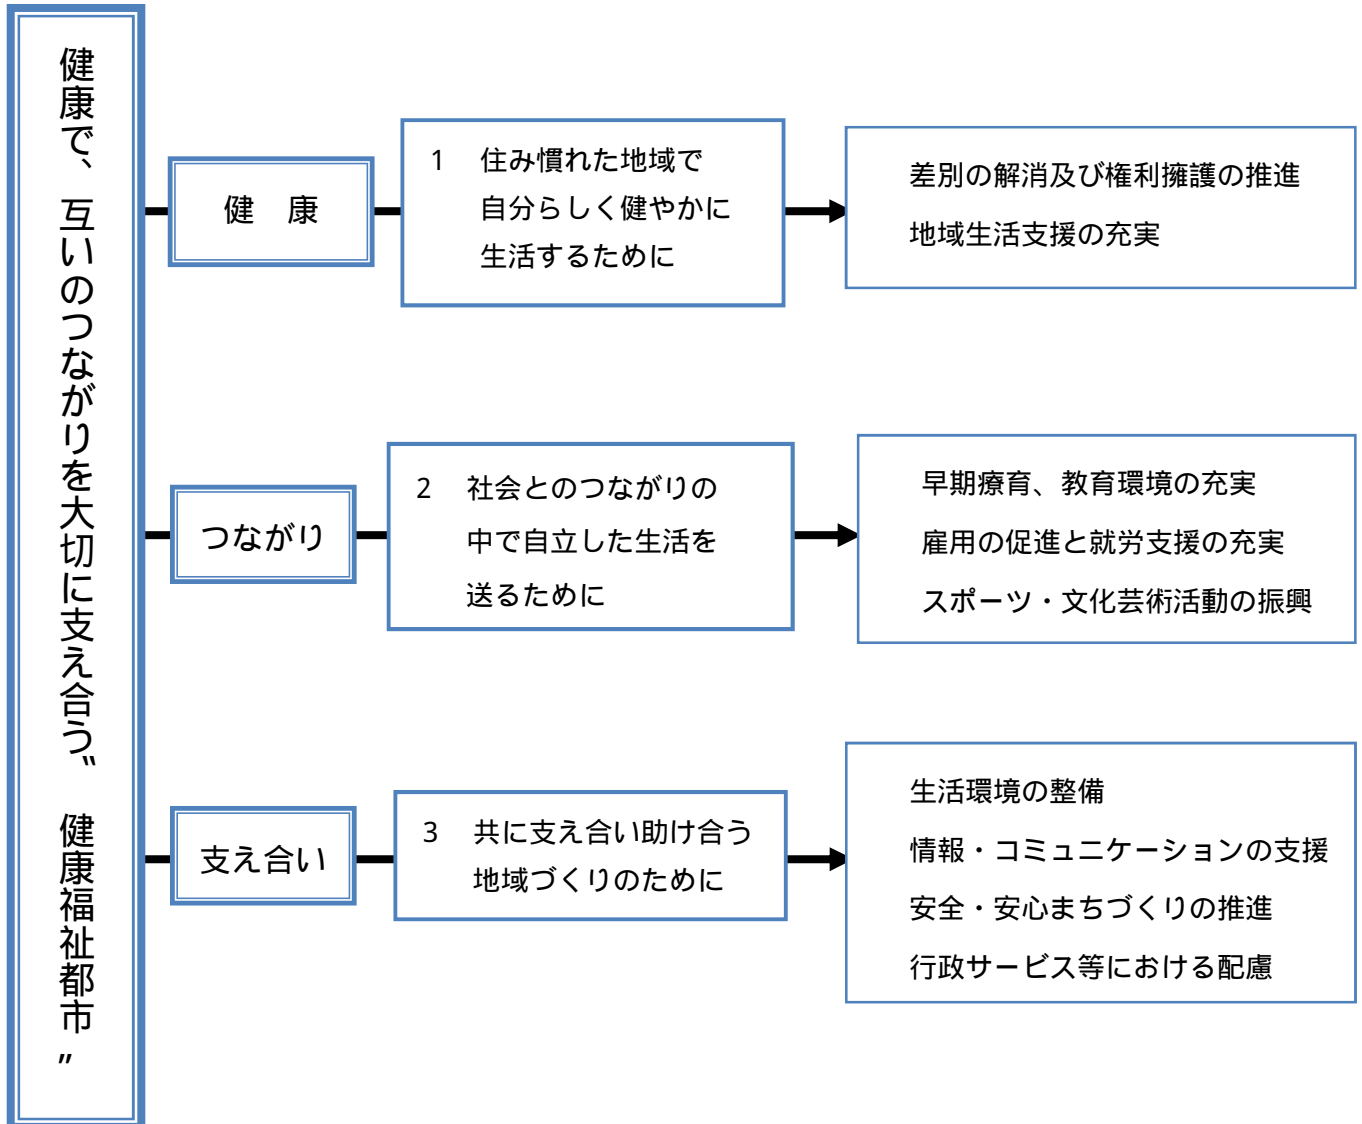 健康で、互いのつながりを大切に支え合う〝健康福祉都市〟
健　康
1　住み慣れた地域で
自分らしく健やかに
生活するために
差別の解消及び権利擁護の推進
地域生活支援の充実
つながり
2　社会とのつながりの
中で自立した生活を
送るために
早期療育、教育環境の充実
雇用の促進と就労支援の充実
スポーツ・文化芸術活動の振興
支え合い
3　共に支え合い助け合う
地域づくりのために
生活環境の整備
情報・コミュニケーションの支援
安全・安心まちづくりの推進
行政サービス等における配慮